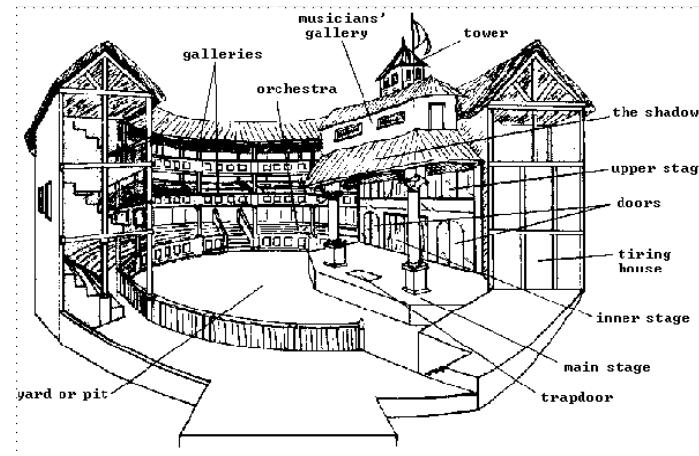 musicians'
gallery
tower
galleries
orchestra
the shadow
upper stag
doors
tiring
house
inner stage
main stage
trapdoor
yard or pit